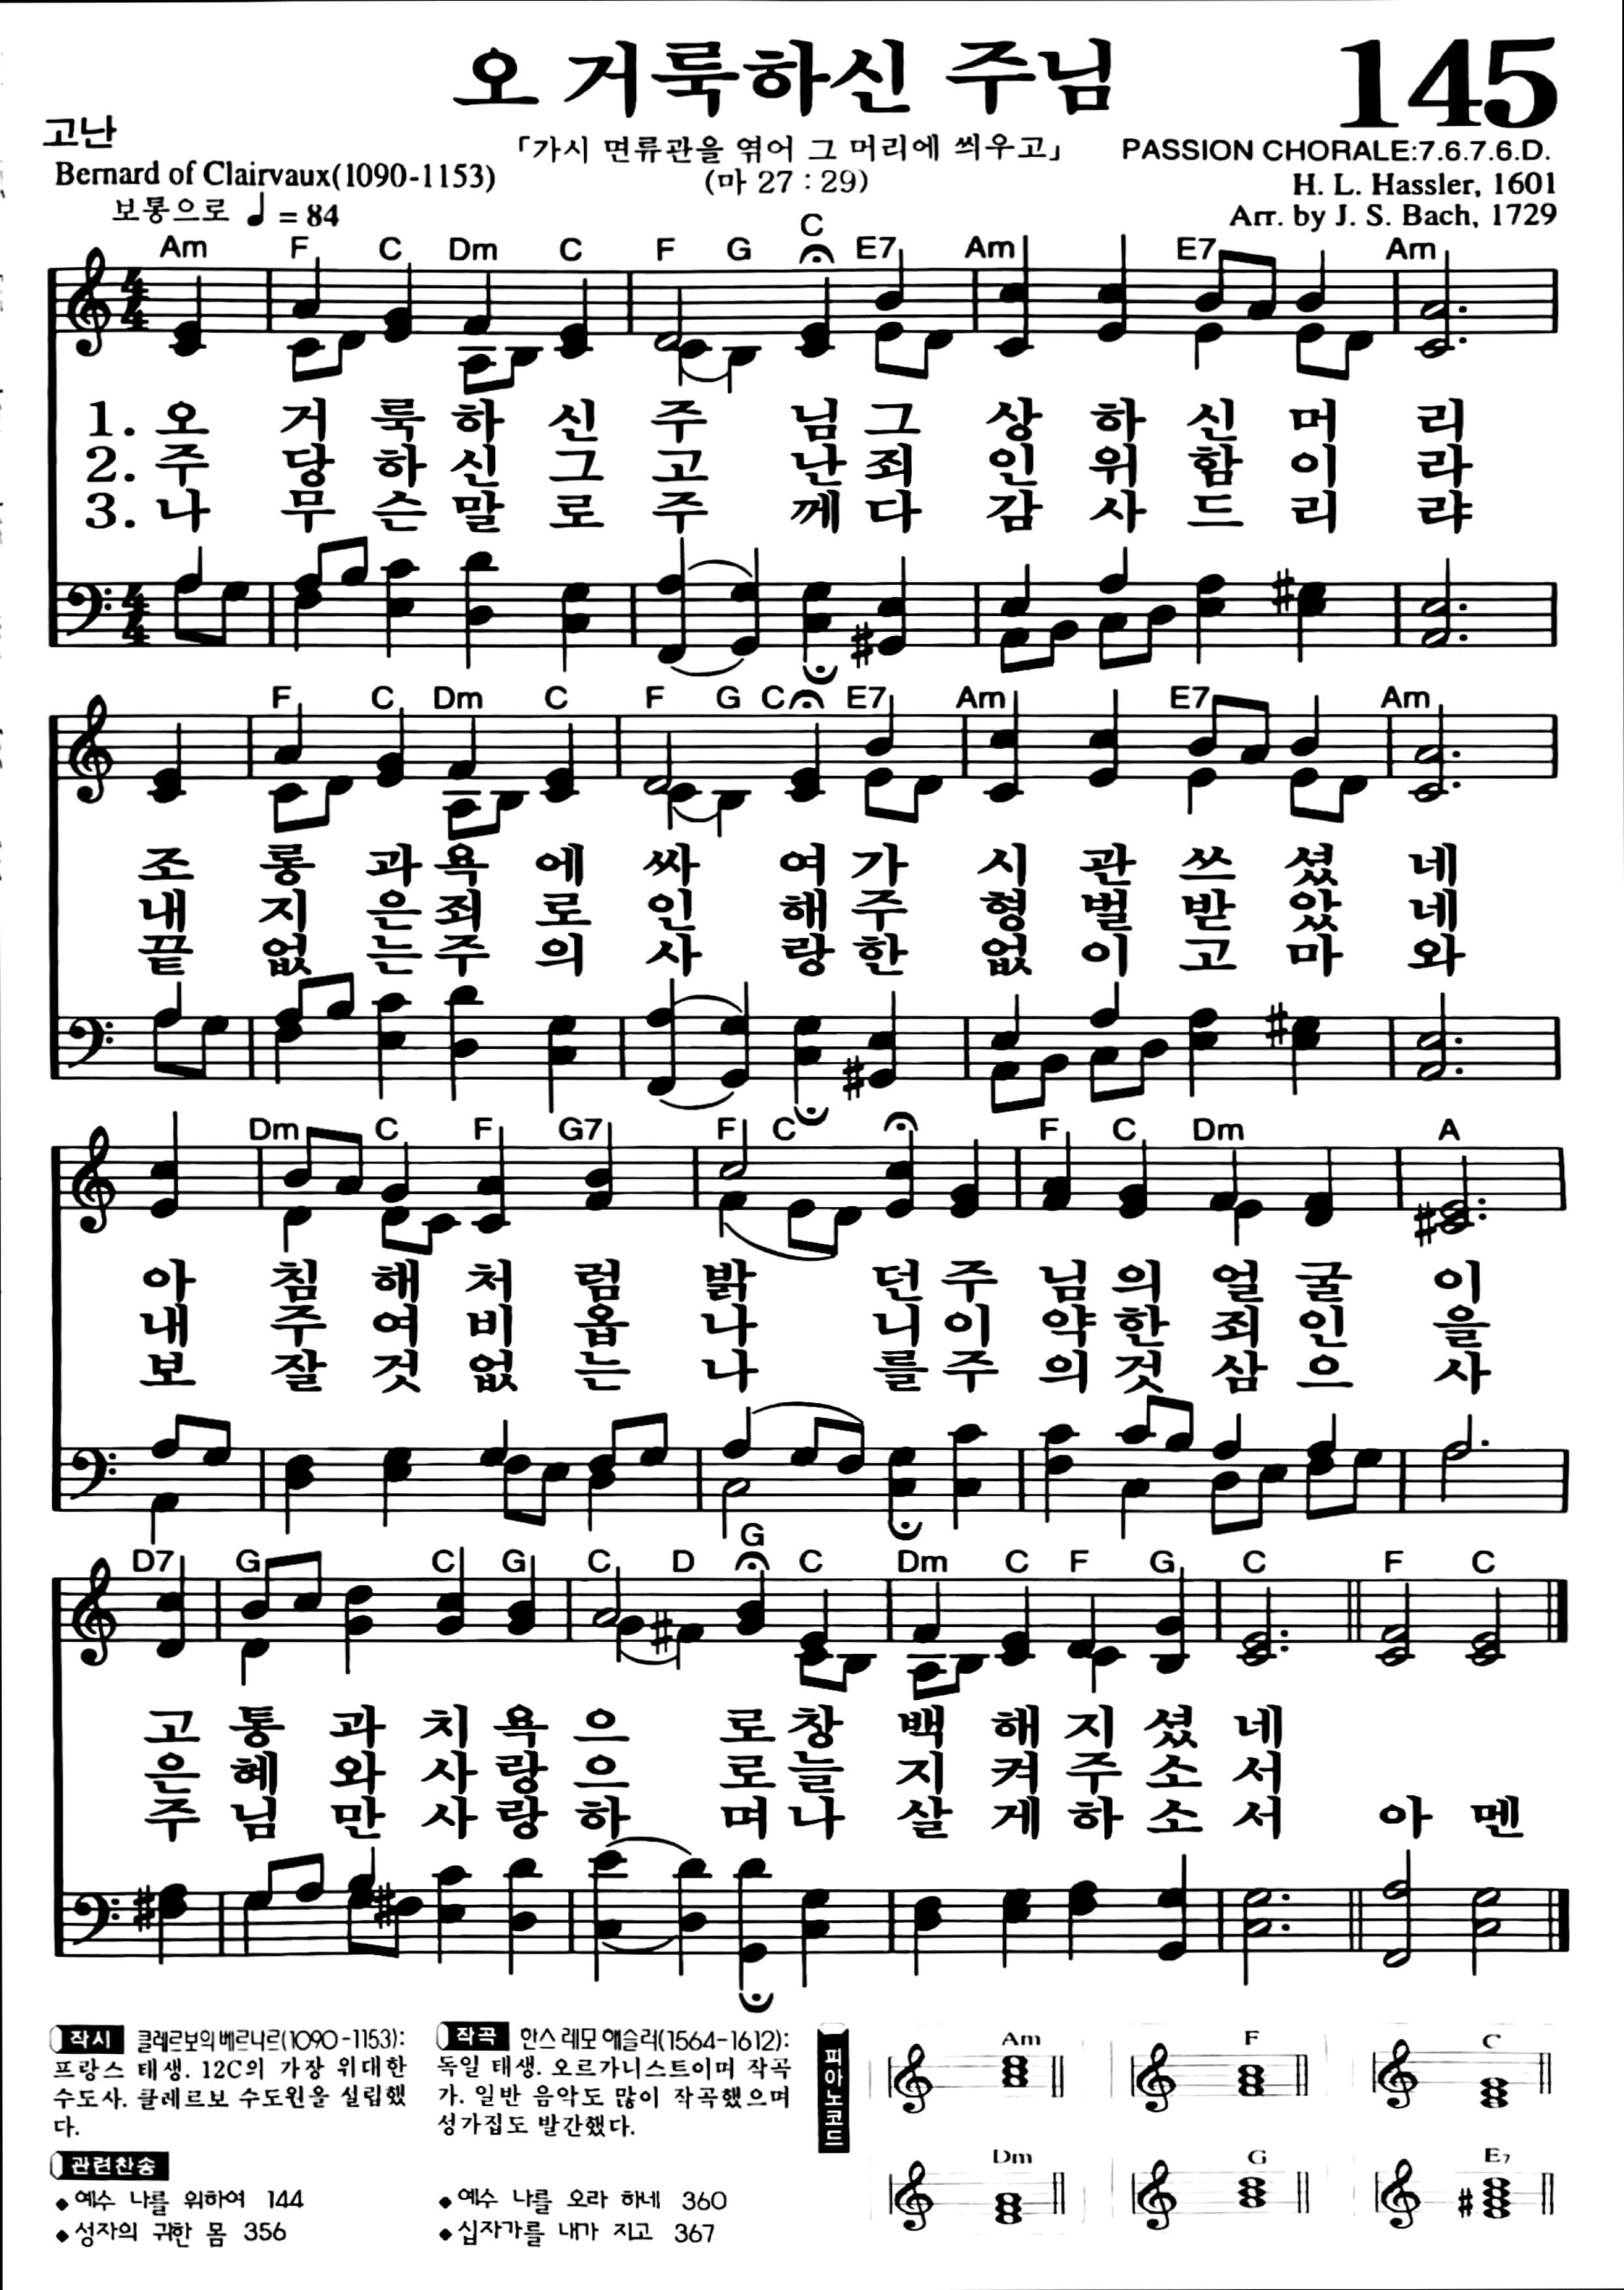 오 거룩하신 주님
145
고난
「가시 면류관을 엮어 그 머리에 씌우고」
PASSION CHORALE:7.6.7.6.D.
Bernard of Clairvaux(1090-1153)
(마 27 : 29)
H. L. Hassler, 1601
보통으로 ♩ = 84
Arr. by J. S. Bach, 1729
Am F C Dm C F G C E7 Am E7 Am
1. 오 거 룩 하 신 주 님 그 상 하 신 머 리
2. 주 당 하 신 그 고 난 죄 인 위 함 이 라
3. 나 무 슨 말 로 주 께 다 감 사 드 리 랴
F C Dm C F G C E7 Am E7 Am
조 롱 과 욕 에 싸 여 가 시 관 쓰 셨 네
내 지 은 죄 로 인 해 주 형 벌 받 았 네
끝 없 는 주 의 사 랑 한 없 이 고 마 와
Dm C F G7 F C F C Dm A
아 침 해 처 럼 밝 던 주 님 의 얼 굴 이
내 주 여 비 옵 나 니 이 약 한 죄 인 을
보 잘 것 없 는 나 를 주 의 것 삼 으 사
D7 G C G C D G C Dm C F G C F C
고 통 과 치 욕 으 로 창 백 해 지 셨 네
은 혜 와 사 랑 으 로 늘 지 켜 주 소 서
주 님 만 사 랑 하 며 나 살 게 하 소 서 아 멘
작시 클레르보의 베르나르(1090-1153):
프랑스 태생. 12C의 가장 위대한
수도사. 클레르보 수도원을 설립했
다.
작곡 한스 레모 해슬러(1564-1612):
독일 태생. 오르가니스트이며 작곡
가. 일반 음악도 많이 작곡했으며
성가집도 발간했다.
관련찬송
◆예수 나를 위하여 144
◆성자의 귀한 몸 356
◆예수 나를 오라 하네 360
◆십자가를 내가 지고 367
피아노코드
Am F C
Dm G E7